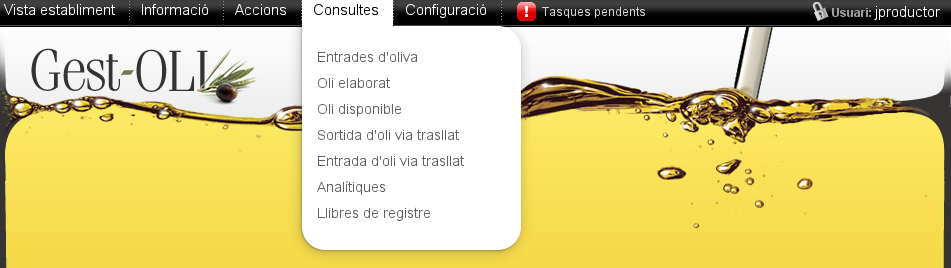 Vista establiment Informació Accions Consultes Configuració ! Tasques pendents Usuari: jproductor
Gest-OLI
Entrades d'oliva
Oli elaborat
Oli disponible
Sortida d'oli via trasllat
Entrada d'oli via trasllat
Analítiques
Llibres de registre